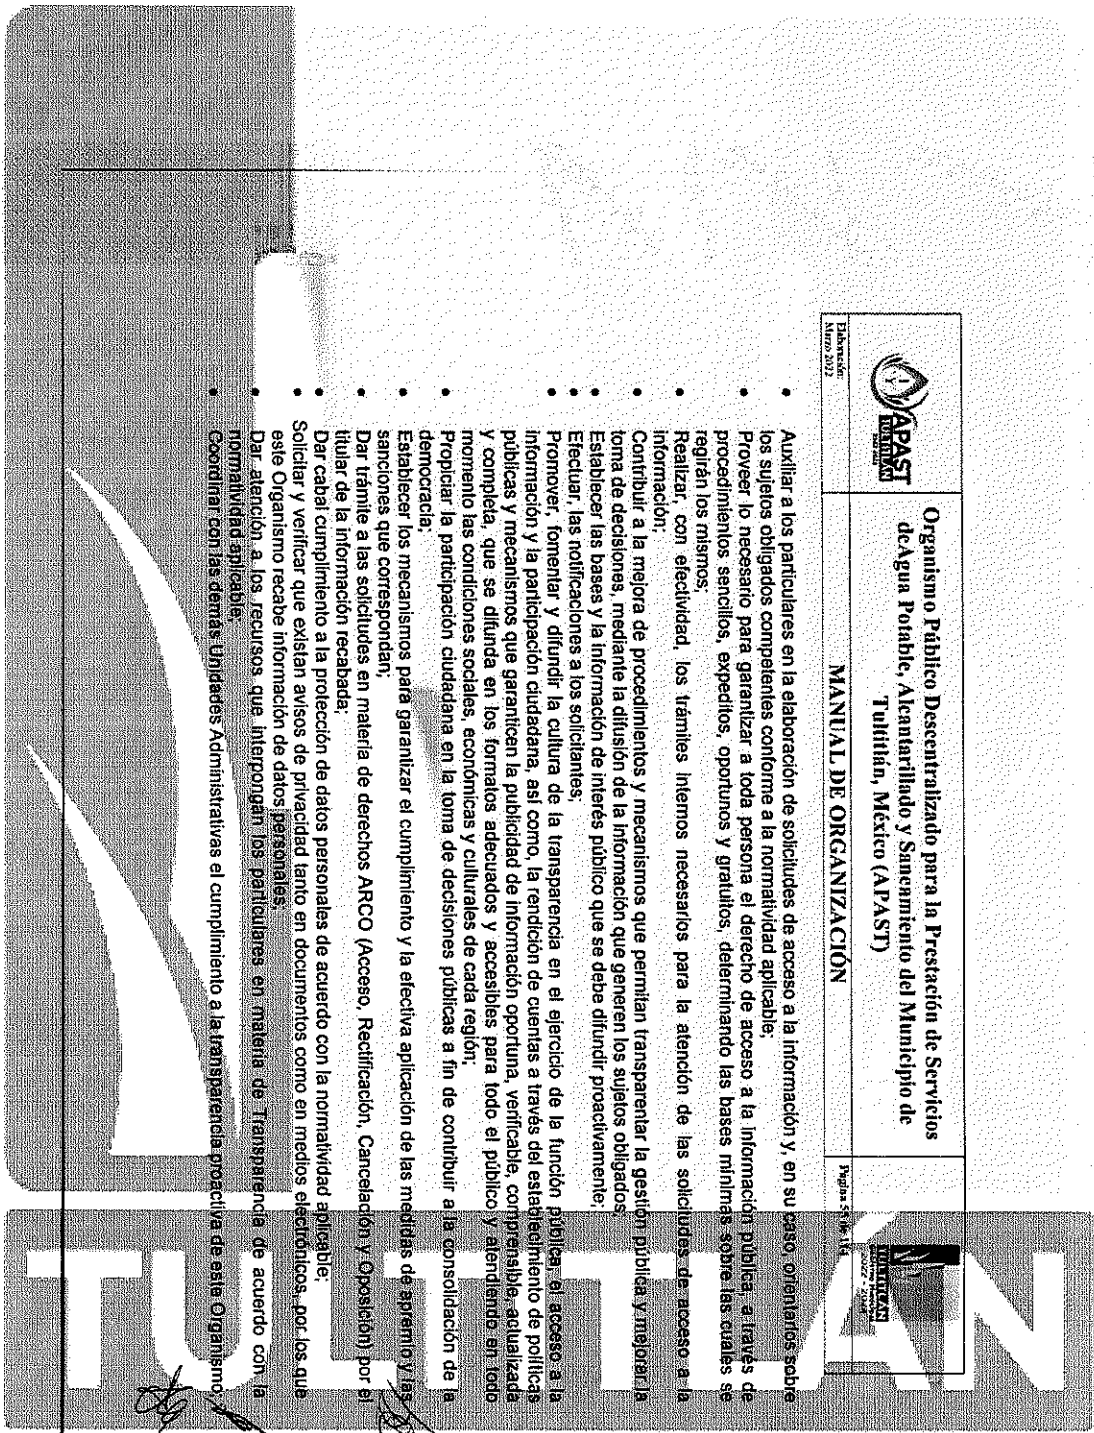 APAST
TULTITLÁN
Organismo Público Descentralizado para la Prestación de Servicios
de Agua Potable, Alcantarillado y Saneamiento del Municipio de
Tultitlán, México (APAST)
TULTITLÁN
Elaboración:
Marzo 2022
MANUAL DE ORGANIZACIÓN
Página 55 de
• Auxiliar a los particulares en la elaboración de solicitudes de acceso a la información y, en su caso, orientarlos sobre
los sujetos obligados competentes conforme a la normatividad aplicable;
• Proveer lo necesario para garantizar a toda persona el derecho de acceso a la información pública, a través de
procedimientos sencillos, expeditos, oportunos y gratuitos, determinando las bases mínimas sobre las cuales se
regirán los mismos;
• Realzar, con efectividad, los trámites internos necesarios para la atención de las solicitudes de acceso a la
información;
• Contribuir a la mejora de procedimientos y mecanismos que permitan transparentar la gestión pública y mejorar la
toma de decisiones, mediante la difusión de la información que generen los sujetos obligados;
• Establecer las bases y la información de interés público que se debe difundir proactivamente;
• Efectuar, las notificaciones a los solicitantes;
• Promover, fomentar y difundir la cultura de la transparencia en el ejercicio de la función pública, el acceso a la
información y la participación ciudadana, así como, la rendición de cuentas a través del establecimiento de políticas
públicas y mecanismos que garanticen la publicidad de información oportuna, verificable, comprensible, actualizada
y completa, que se difunda en los formatos adecuados y accesibles para todo el público y atendiendo en todo
momento las condiciones sociales, económicas y culturales de cada región;
• Propiciar la participación ciudadana en la toma de decisiones públicas a fin de contribuir a la consolidación de la
democracia;
• Establecer los mecanismos para garantizar el cumplimiento y la efectiva aplicación de las medidas de apremio y las
sanciones que correspondan;
• Dar trámite a las solicitudes en materia de derechos ARCO (Acceso, Rectificación, Cancelación y Oposición) por el
titular de la información recabada;
• Dar cabal cumplimiento a la protección de datos personales de acuerdo con la normatividad aplicable;
• Solicitar y verificar que existan avisos de privacidad tanto en documentos como en medios electrónicos, por los que
este Organismo recabe información de datos personales;
• Dar atención a los recursos que interpongan los particulares en materia de Transparencia de acuerdo con la
normatividad aplicable;
• Coordinar con las demás Unidades Administrativas el cumplimiento a la transparencia proactiva de este Organismo,
TULTITLÁN